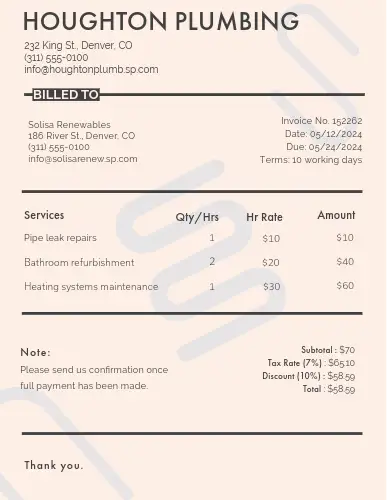 HOUGHTON PLUMBING
232 King St., Denver, CO
(311) 555-0100
info@houghtonplumb.sp.com
BILLED TO
Solisa Renewables
186 River St., Denver, CO
(311) 555-0100
info@solisarenew.sp.com
Invoice No. 152262
Date: 05/12/2024
Due: 05/24/2024
Terms: 10 working days
Services Qty/Hrs Hr Rate Amount
Pipe leak repairs 1 $10 $10
Bathroom refurbishment 2 $20 $40
Heating systems maintenance 1 $30 $60
Note:
Please send us confirmation once
full payment has been made.
Subtotal : $70
Tax Rate (7%) : $65.10
Discount (10%) : $58.59
Total : $58.59
Thank you.